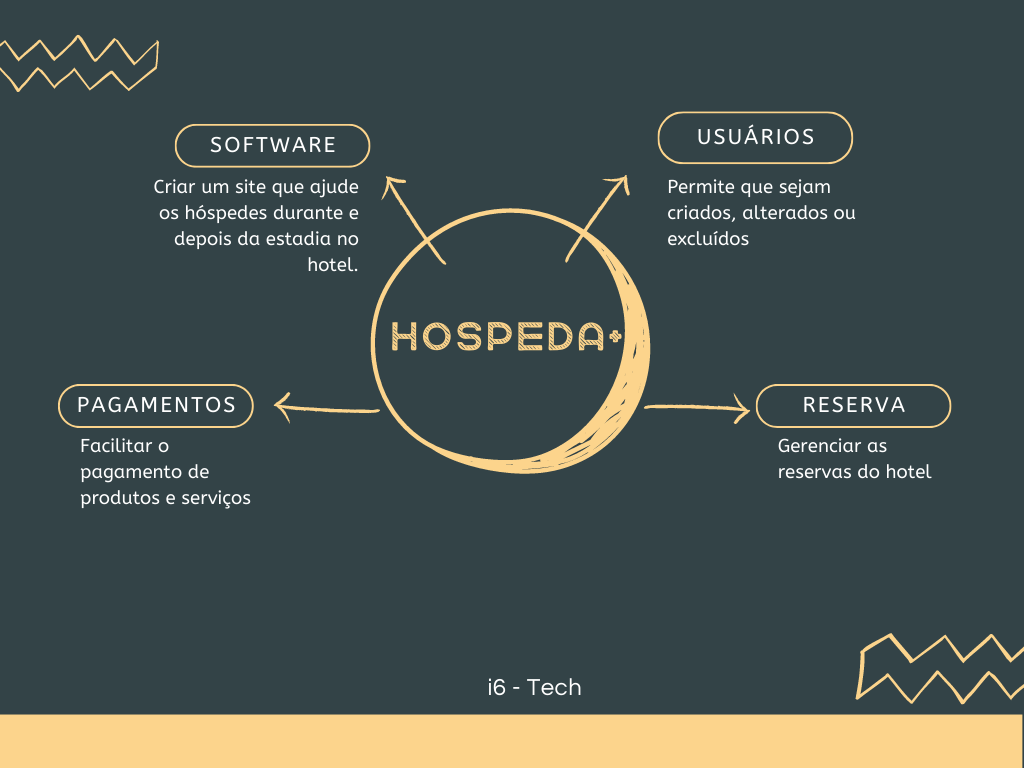 SOFTWARE
Criar um site que ajude
os hóspedes durante e
depois da estadia no
hotel.
USUÁRIOS
Permite que sejam
criados, alterados ou
excluídos
HOSPEDA+
PAGAMENTOS
Facilitar o
pagamento de
produtos e serviços
RESERVA
Gerenciar as
reservas do hotel
i6 - Tech